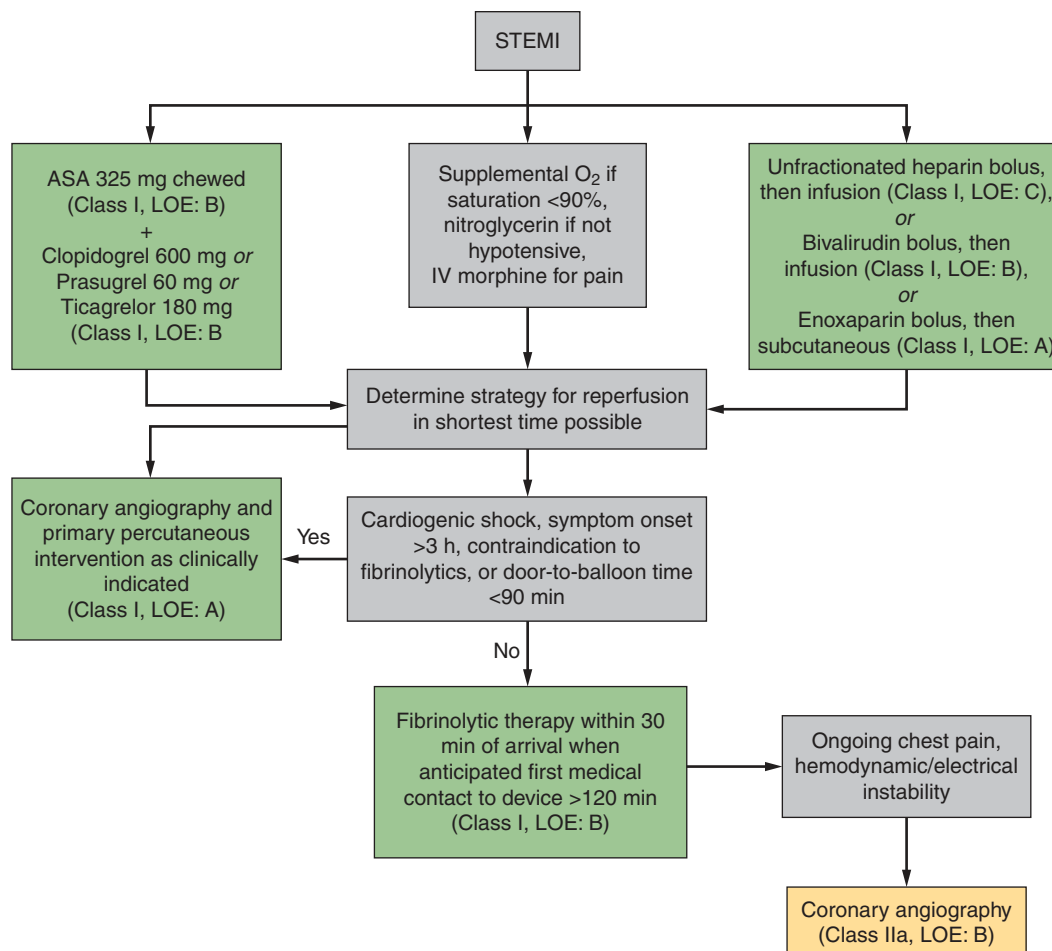 STEMI
ASA 325 mg chewed
(Class I, LOE: B)
+
Clopidogrel 600 mg or
Prasugrel 60 mg or
Ticagrelor 180 mg
(Class I, LOE: B
Supplemental O₂ if
saturation <90%,
nitroglycerin if not
hypotensive,
IV morphine for pain
Unfractionated heparin bolus,
then infusion (Class I, LOE: C),
or
Bivalirudin bolus, then
infusion (Class I, LOE: B),
or
Enoxaparin bolus, then
subcutaneous (Class I, LOE: A)
Determine strategy for reperfusion
in shortest time possible
Coronary angiography and
primary percutaneous
intervention as clinically
indicated
(Class I, LOE: A)
Yes
Cardiogenic shock, symptom onset
>3 h, contraindication to
fibrinolytics, or door-to-balloon time
<90 min
No
Fibrinolytic therapy within 30
min of arrival when
anticipated first medical
contact to device >120 min
(Class I, LOE: B)
Ongoing chest pain,
hemodynamic/electrical
instability
Coronary angiography
(Class IIa, LOE: B)